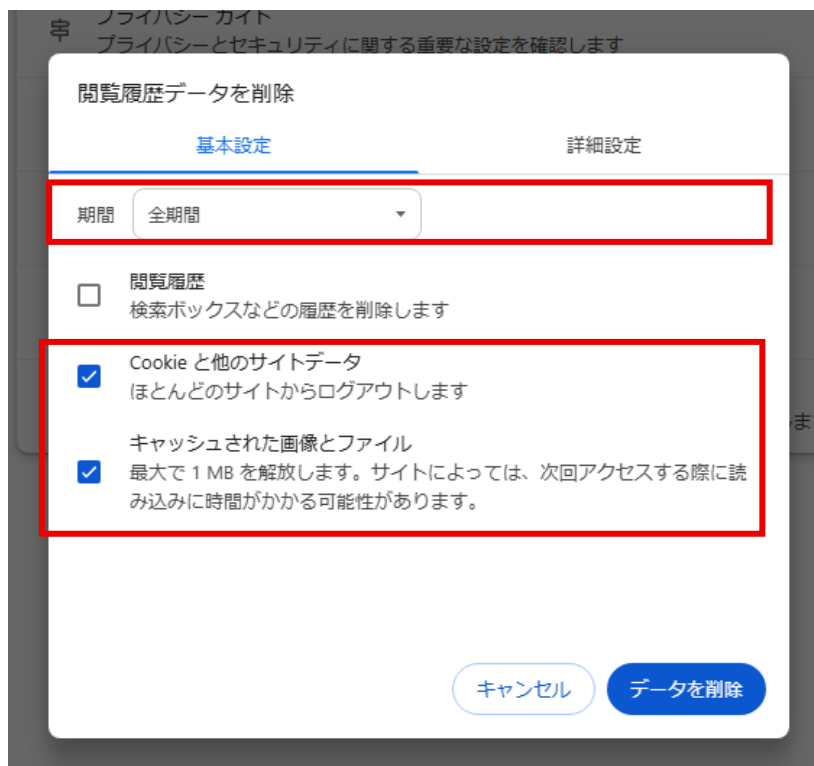 プライバシー ガイド
プライバシーとセキュリティに関する重要な設定を確認します
閲覧履歴データを削除
基本設定
詳細設定
期間
全期間
閲覧履歴
検索ボックスなどの履歴を削除します
Cookie と他のサイトデータ
ほとんどのサイトからログアウトします
キャッシュされた画像とファイル
最大で 1 MB を解放します。サイトによっては、次回アクセスする際に読
み込みに時間がかかる可能性があります。
ま
キャンセル
データを削除